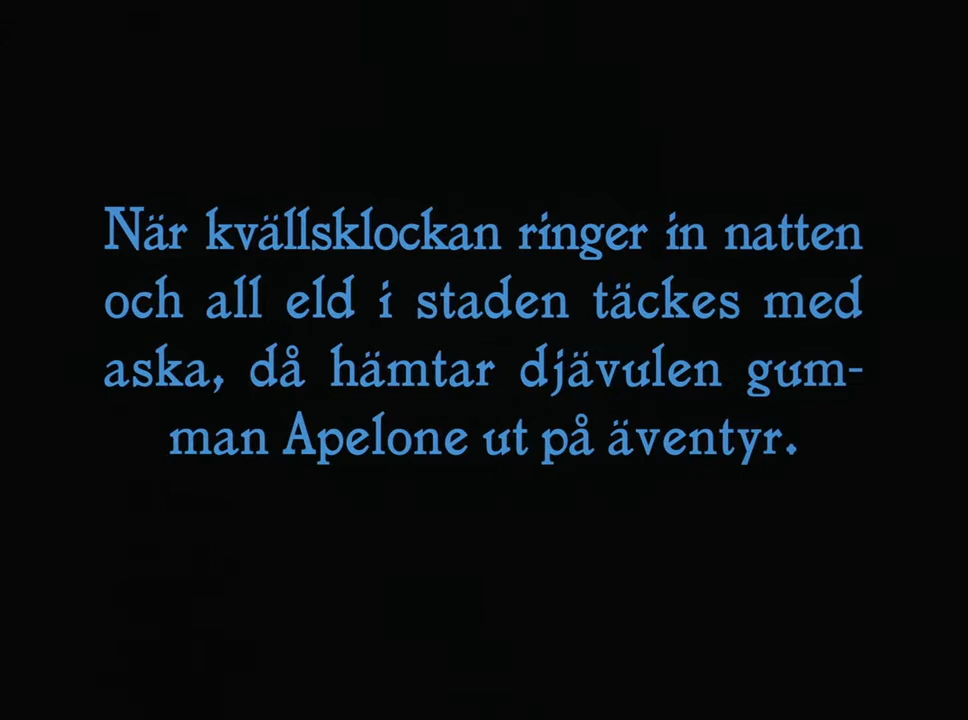 När kvällsklockan ringer in natten
och all eld i staden täckes med
aska, då hämtar djävulen gum-
man Apelone ut på äventyr.